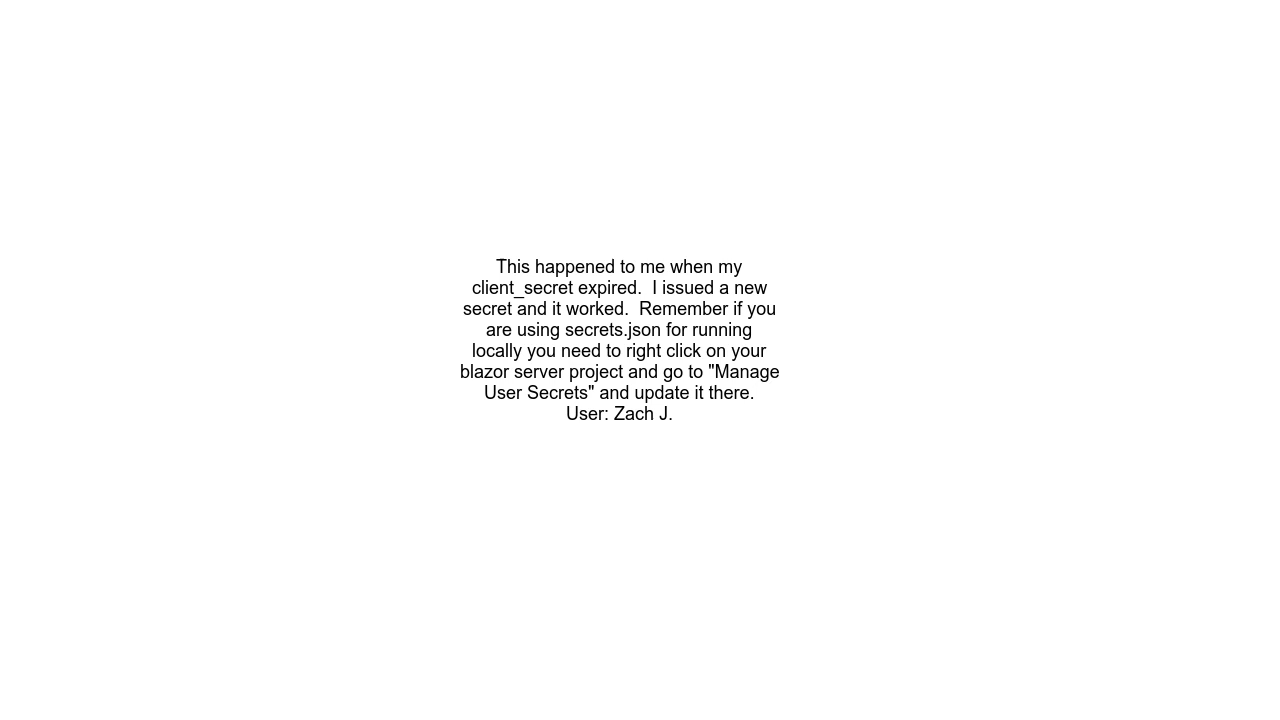 This happened to me when my
client_secret expired.  I issued a new
secret and it worked.  Remember if you
are using secrets.json for running
locally you need to right click on your
blazor server project and go to "Manage
User Secrets" and update it there.
User: Zach J.